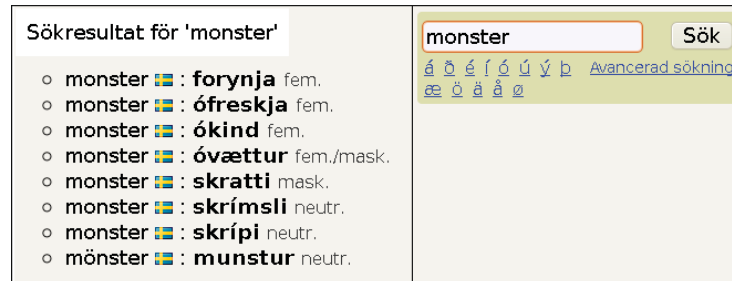 Sökresultat för 'monster'
monster : forynja fem.
monster : ófreskja fem.
monster : ókind fem.
monster : óvættur fem./mask.
monster : skratti mask.
monster : skrímsli neutr.
monster : skrípi neutr.
mönster : munstur neutr.
monster Sök
á ð é í ó ú ý þ Avancerad sökning
æ ö ä å ø